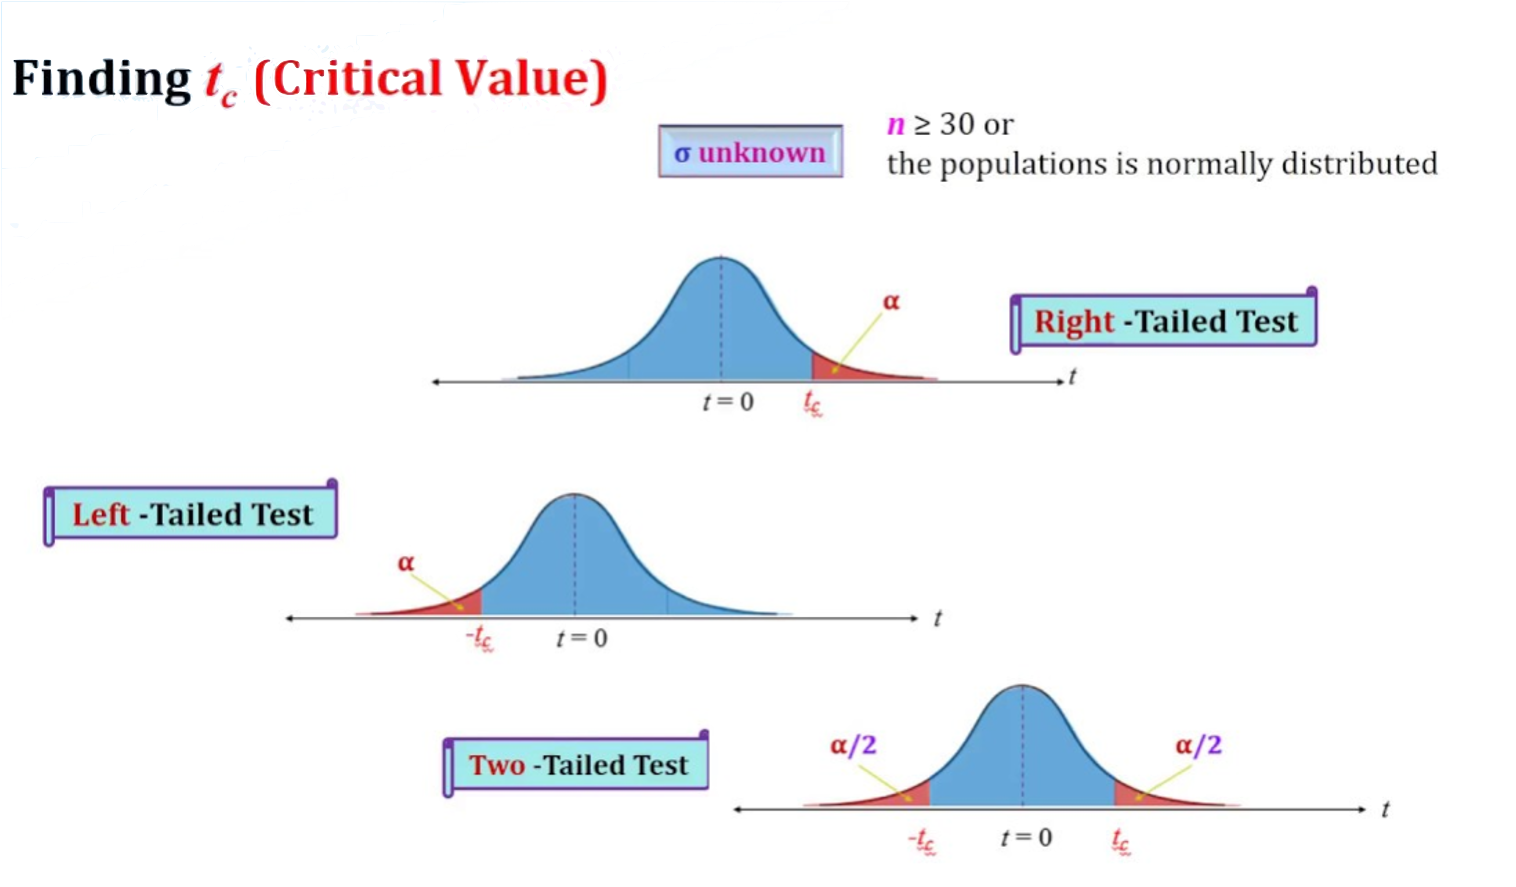 Finding t_c (Critical Value)
σ unknown
n ≥ 30 or
the populations is normally distributed
α
Right -Tailed Test
t
t = 0
t_c
Left -Tailed Test
α
t
-t_c
t = 0
Two -Tailed Test
α/2
α/2
t
-t_c
t = 0
t_c